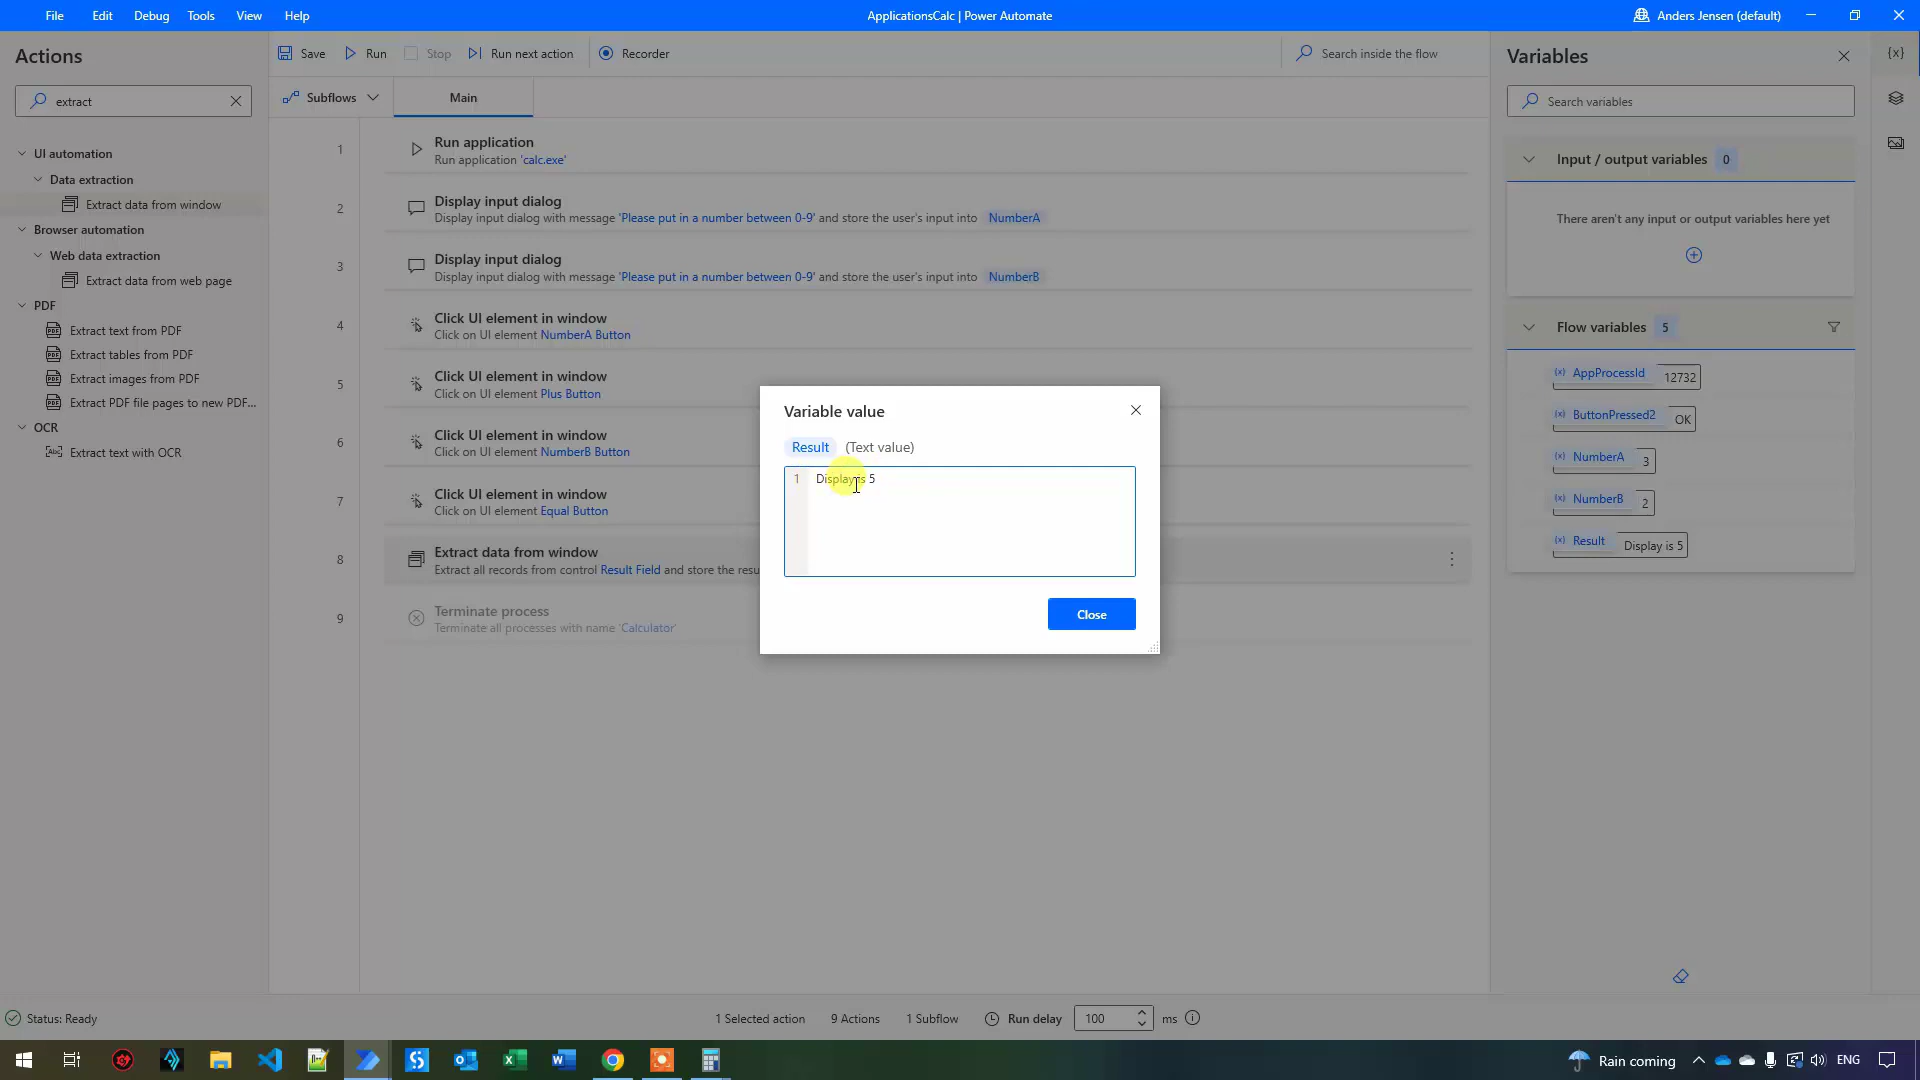 File Edit Debug Tools View Help
ApplicationsCalc | Power Automate
Anders Jensen (default)
Actions
extract
UI automation
Data extraction
Extract data from window
Browser automation
Web data extraction
Extract data from web page
PDF
Extract text from PDF
Extract tables from PDF
Extract images from PDF
Extract PDF file pages to new PDF...
OCR
Extract text with OCR
Save Run Stop Run next action Recorder
Search inside the flow
Subflows
Main
1 Run application
Run application 'calc.exe'
2 Display input dialog
Display input dialog with message 'Please put in a number between 0-9' and store the user's input into NumberA
3 Display input dialog
Display input dialog with message 'Please put in a number between 0-9' and store the user's input into NumberB
4 Click UI element in window
Click on UI element NumberA Button
5 Click UI element in window
Click on UI element Plus Button
6 Click UI element in window
Click on UI element NumberB Button
7 Click UI element in window
Click on UI element Equal Button
8 Extract data from window
Extract all records from control Result Field and store the resu
9 Terminate process
Terminate all processes with name 'Calculator'
Variable value
Result (Text value)
1 Display is 5
Close
Variables
{x}
Search variables
Input / output variables 0
There aren't any input or output variables here yet
Flow variables 5
(x) AppProcessId 12732
(x) ButtonPressed2 OK
(x) NumberA 3
(x) NumberB 2
(x) Result Display is 5
Status: Ready
1 Selected action 9 Actions 1 Subflow Run delay 100 ms
Rain coming
ENG